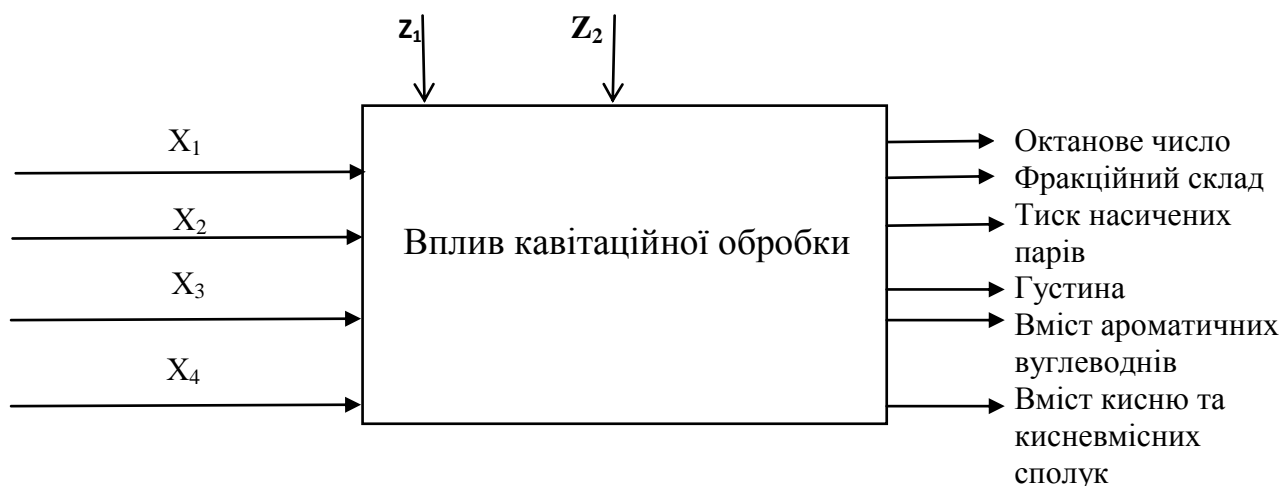 Z₁
Z₂
X₁
X₂
X₃
X₄
Вплив кавітаційної обробки
Октанове число
Фракційний склад
Тиск насичених
парів
Густина
Вміст ароматичних
вуглеводнів
Вміст кисню та
кисневмісних
сполук